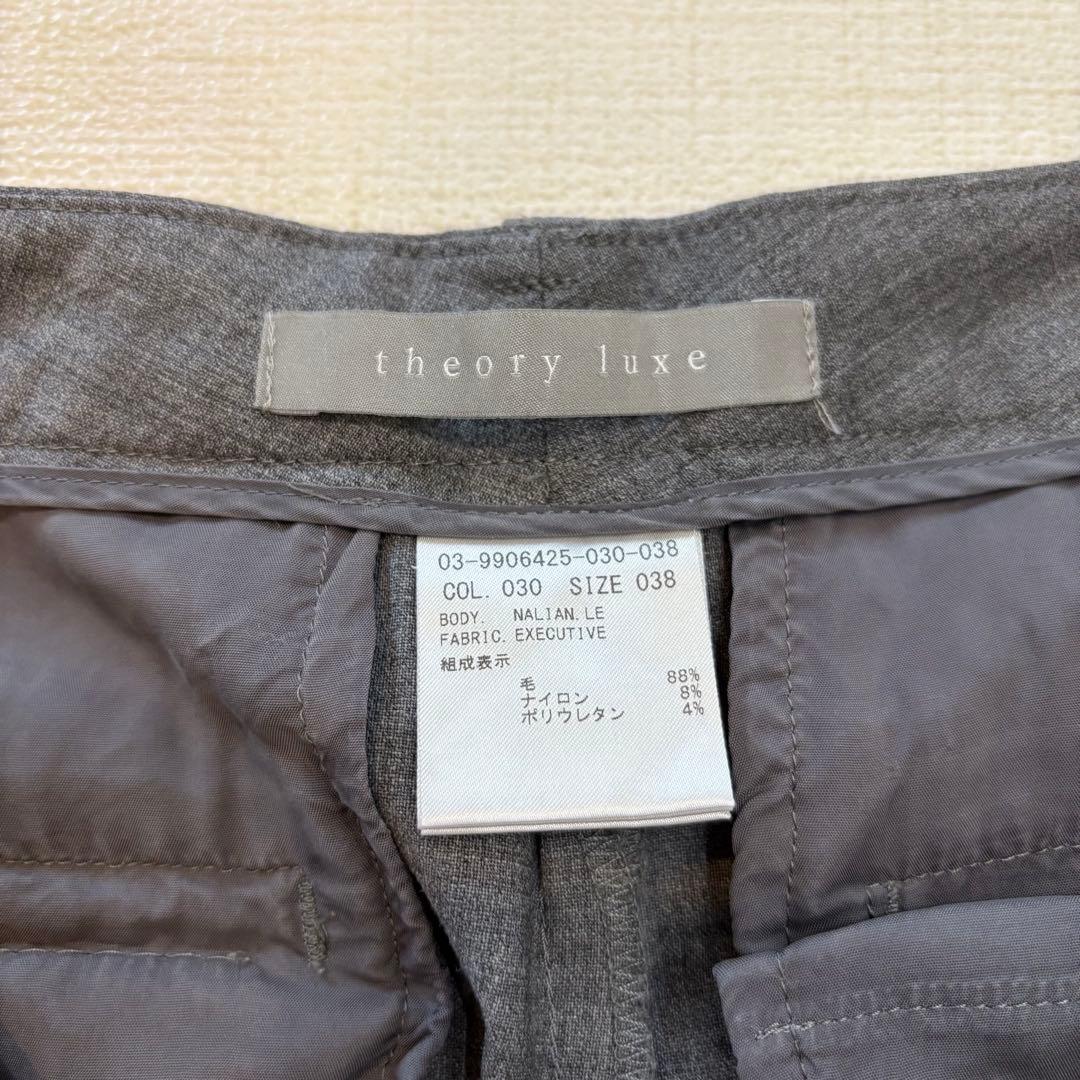 theory luxe
03-9906425-030-038
COL. 030 SIZE 038
BODY. NALIAN.LE
FABRIC. EXECUTIVE
組成表示
毛 88%
ナイロン 8%
ポリウレタン 4%